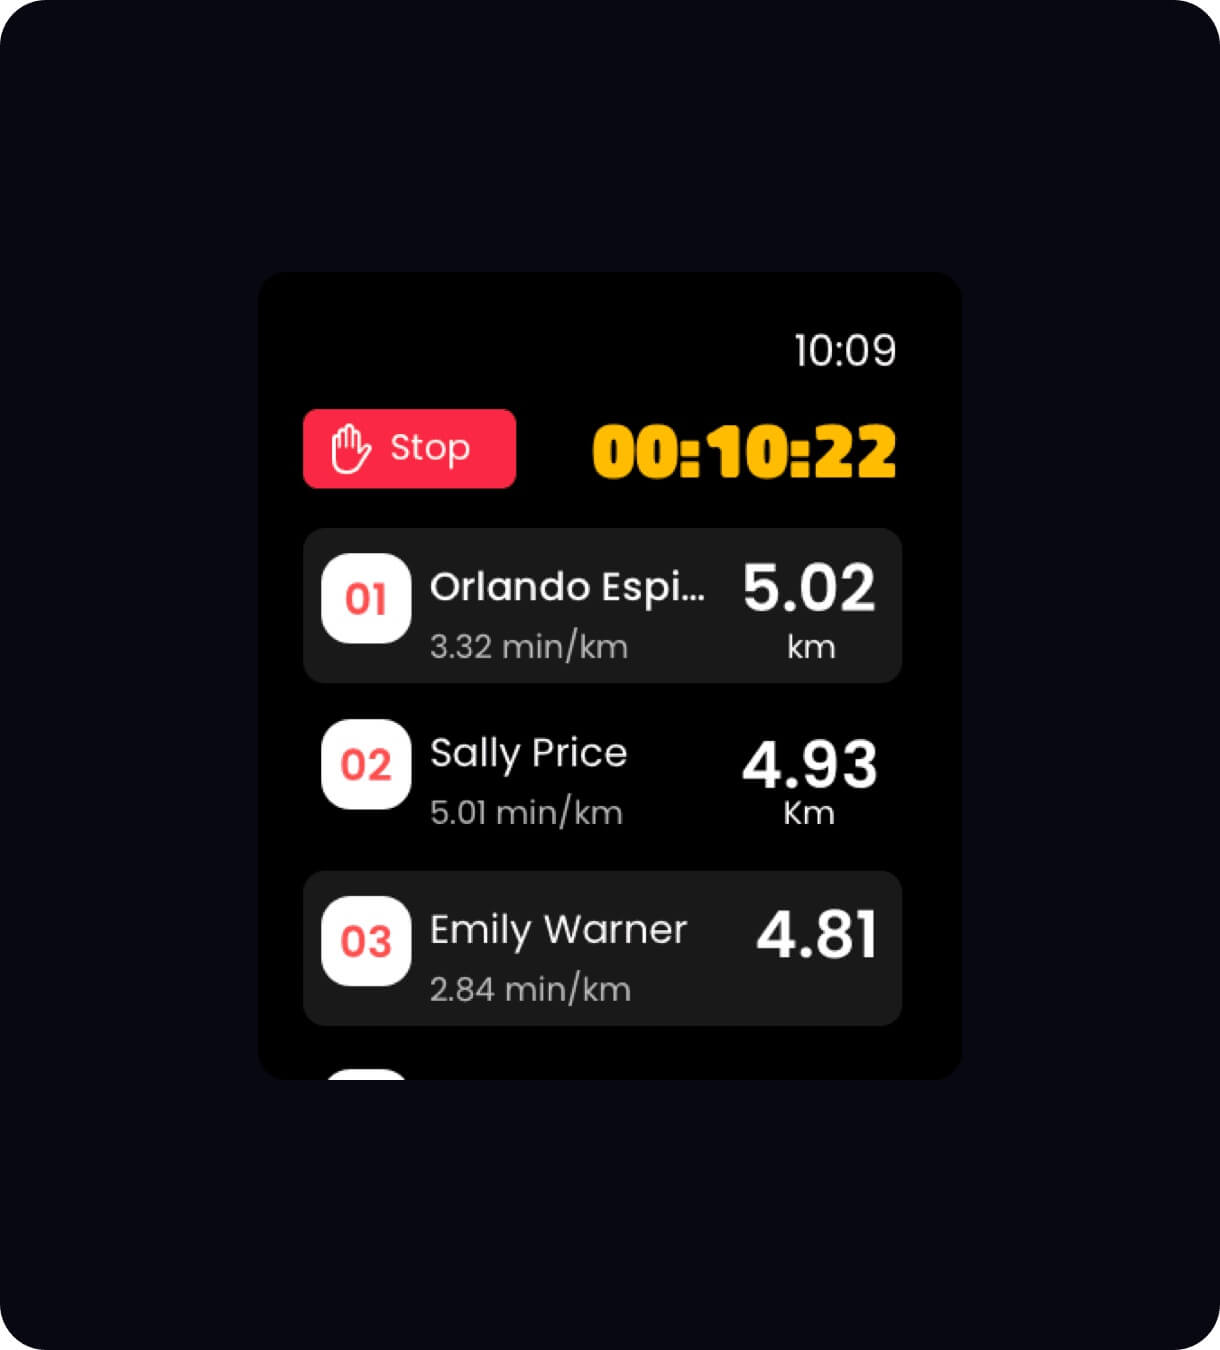 10:09
Stop
00:10:22
01
Orlando Espi...
5.02
3.32 min/km
km
02
Sally Price
4.93
5.01 min/km
Km
03
Emily Warner
4.81
2.84 min/km